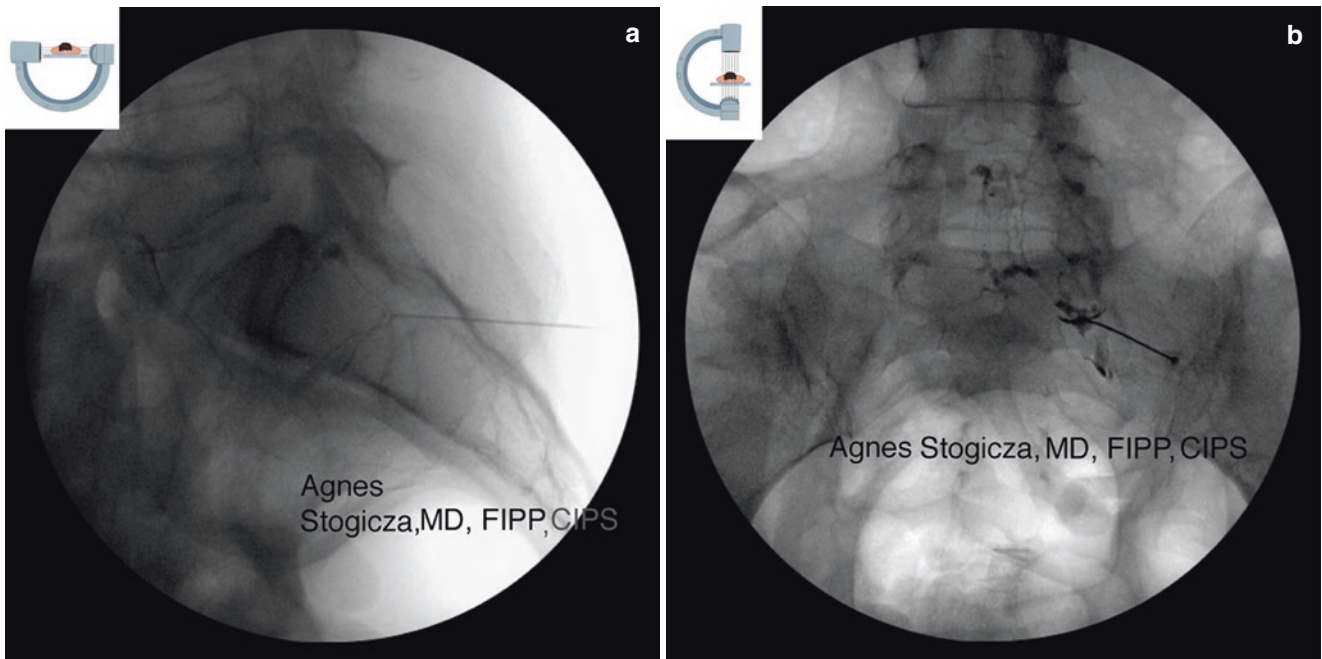 a
Agnes
Stogicza,MD, FIPP,CIPS
b
Agnes Stogicza, MD, FIPP, CIPS